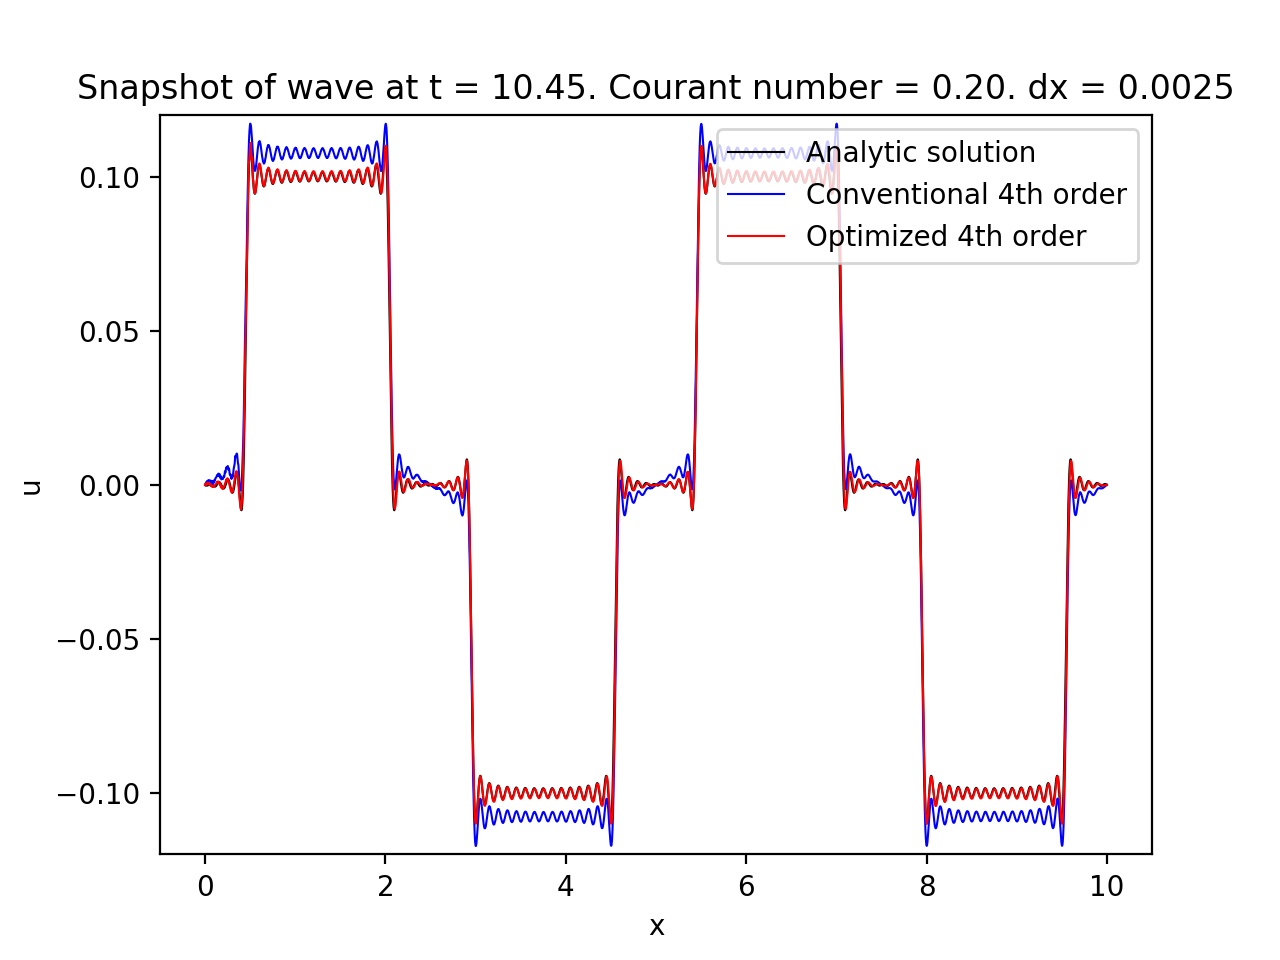 Snapshot of wave at t = 10.45. Courant number = 0.20. dx = 0.0025
Analytic solution
Conventional 4th order
Optimized 4th order
0.10
0.05
0.00
−0.05
−0.10
u
0 2 4 6 8 10
x